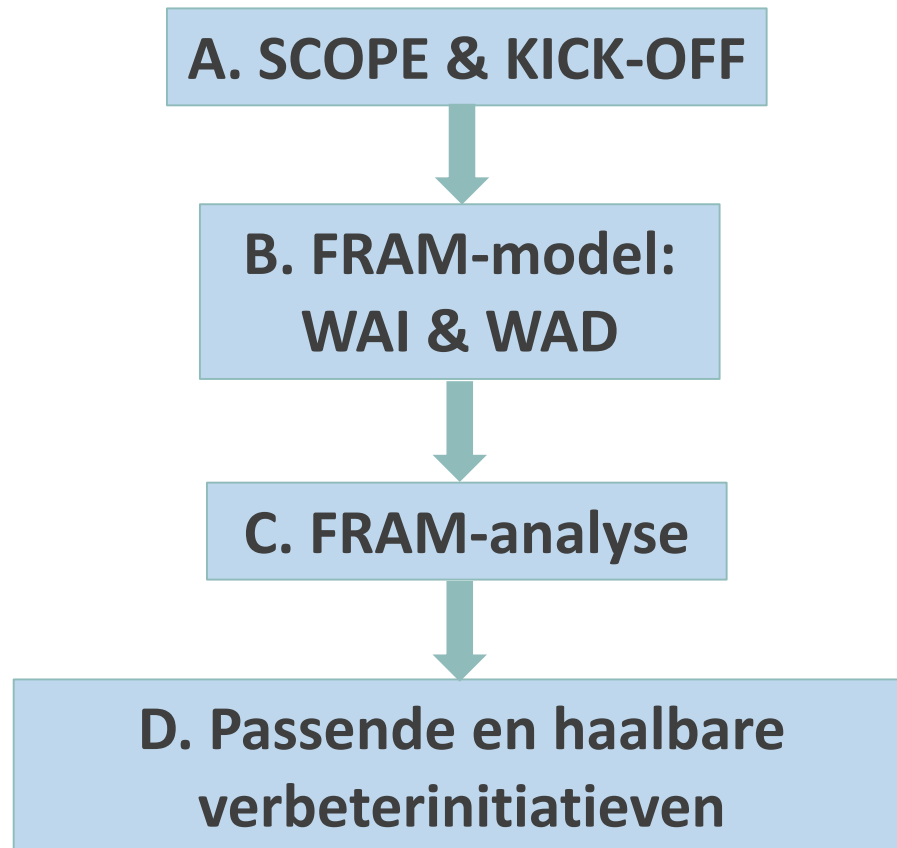 A. SCOPE & KICK-OFF
B. FRAM-model:
WAI & WAD
C. FRAM-analyse
D. Passende en haalbare
verbeterinitiatieven